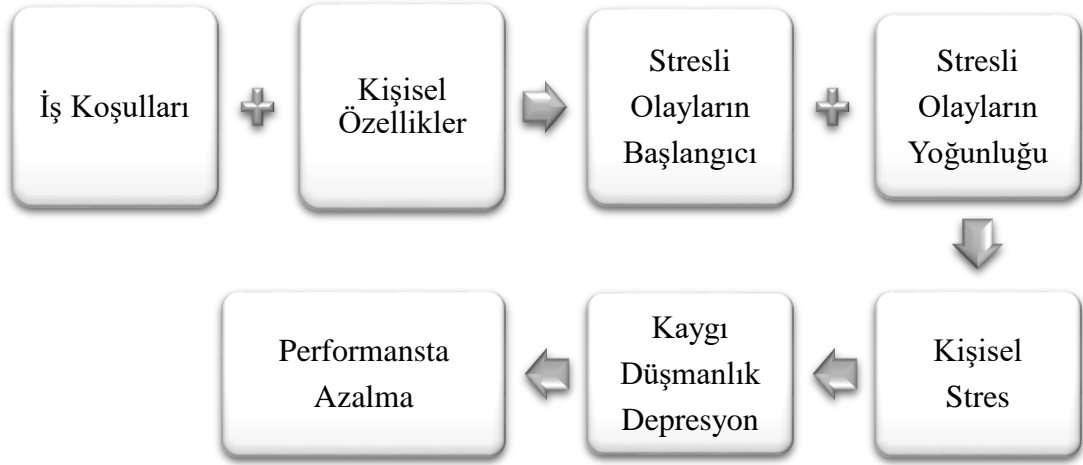 İş Koşulları
Kişisel
Özellikler
Stresli
Olayların
Başlangıcı
Stresli
Olayların
Yoğunluğu
Kişisel
Stres
Kaygı
Düşmanlık
Depresyon
Performansta
Azalma